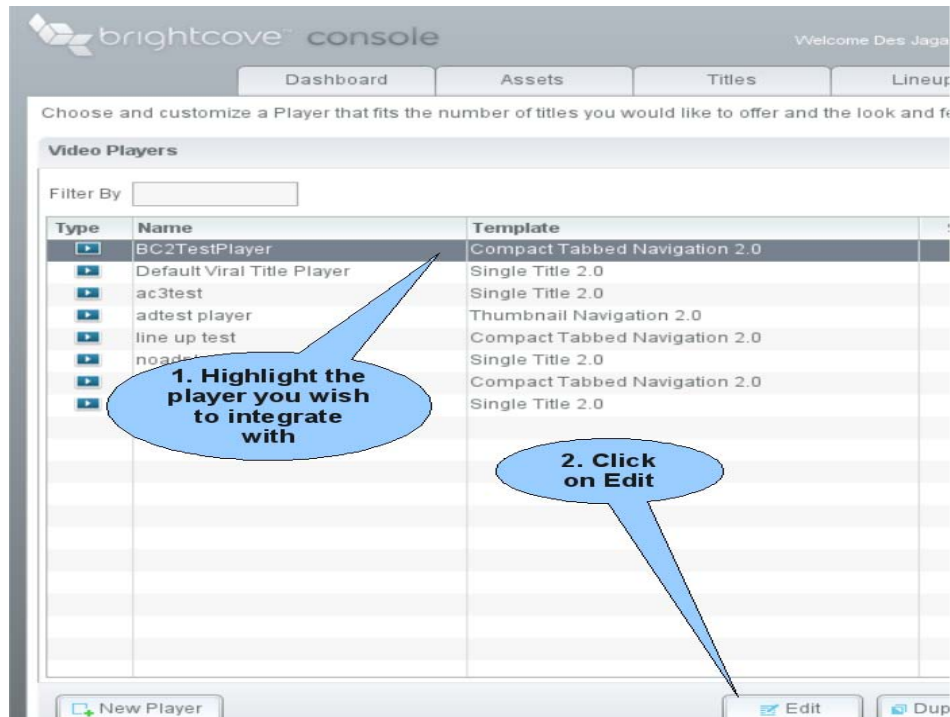 brightcove console
Welcome Des Jaga
Dashboard Assets Titles Lineup
Choose and customize a Player that fits the number of titles you would like to offer and the look and fe
Video Players
Filter By
Type Name Template
BC2TestPlayer Compact Tabbed Navigation 2.0
Default Viral Title Player Single Title 2.0
ac3test Single Title 2.0
adtest player Thumbnail Navigation 2.0
line up test Compact Tabbed Navigation 2.0
Single Title 2.0
Compact Tabbed Navigation 2.0
Single Title 2.0
1. Highlight the
player you wish
to integrate
with
2. Click
on Edit
New Player Edit Dup